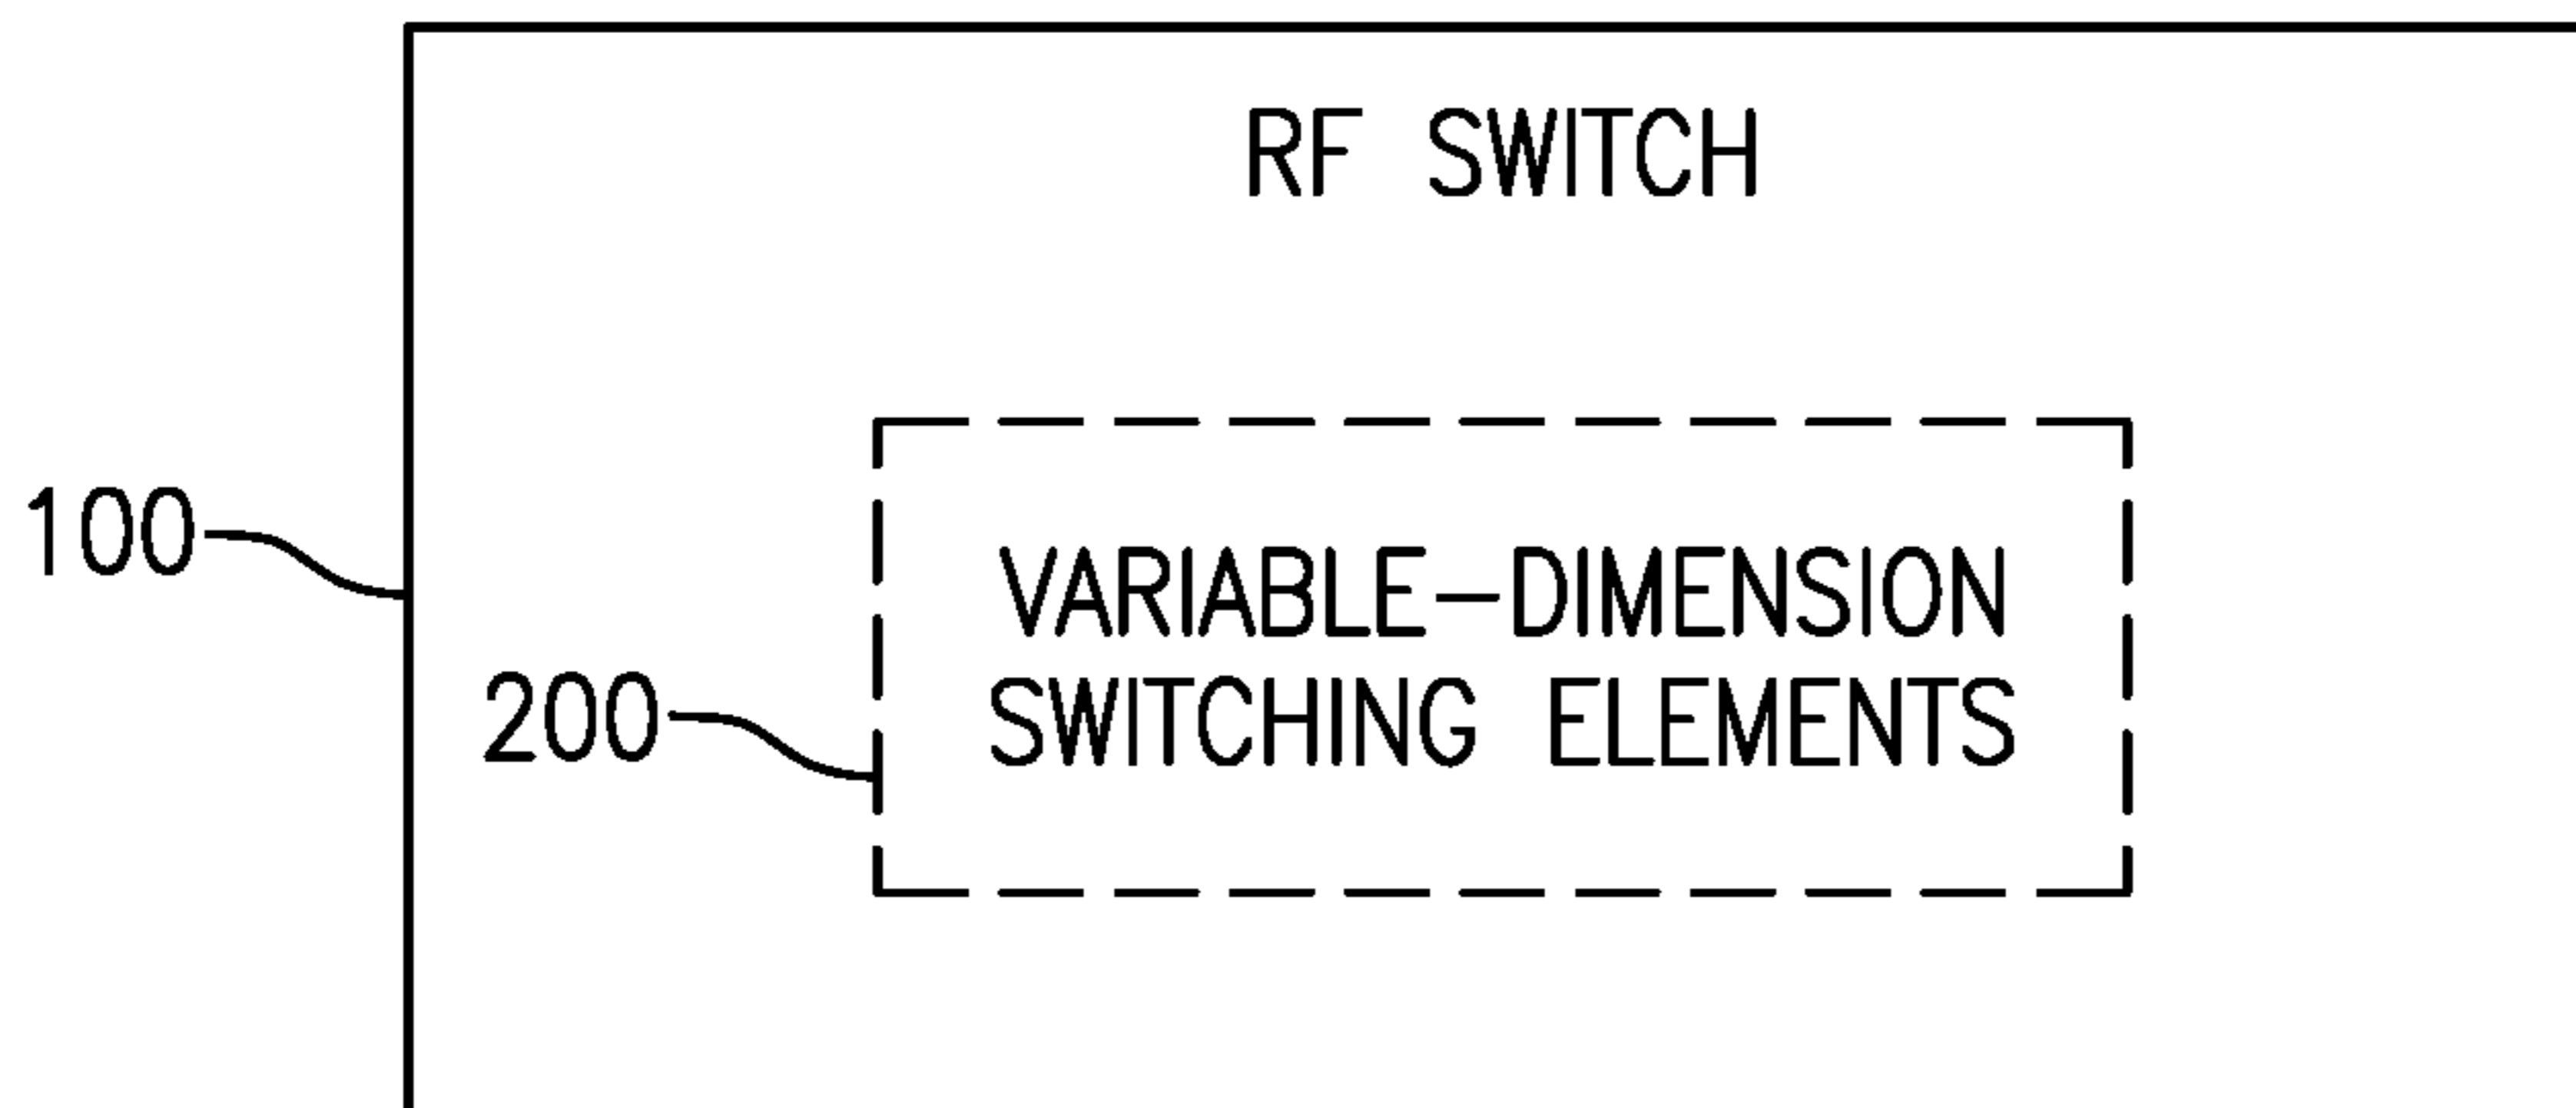 RF SWITCH
100
VARIABLE-DIMENSION
SWITCHING ELEMENTS
200